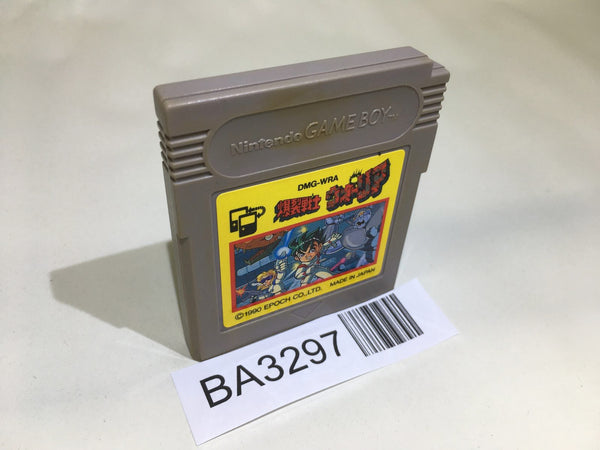 Nintendo GAME BOY™
DMG-WRA
爆裂戦士 ウォーリア
©1990 EPOCH CO.,LTD. MADE IN JAPAN
BA3297